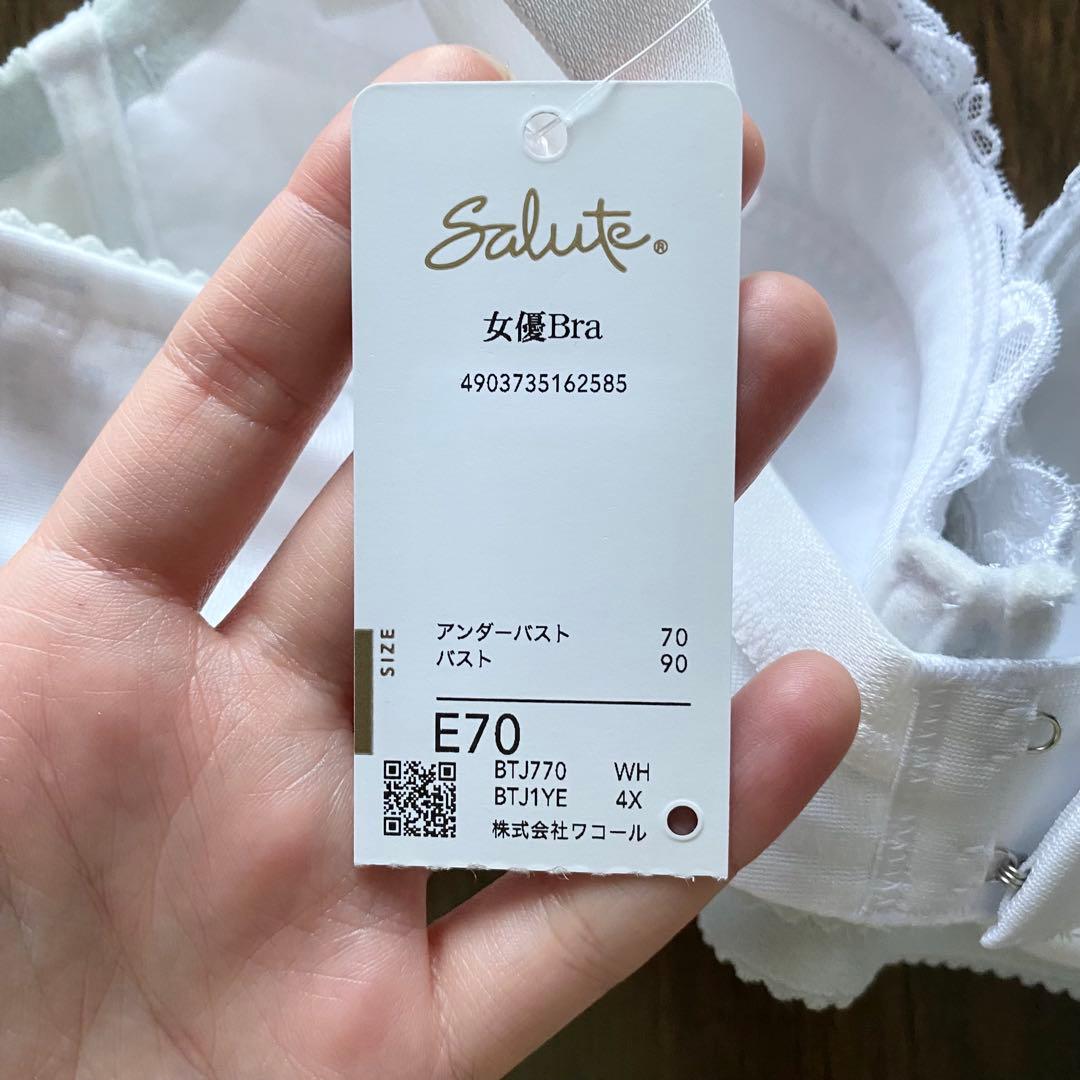 Salute®
女優Bra
4903735162585
SIZE
アンダーバスト 70
バスト 90
E70
BTJ770 WH
BTJ1YE 4X
株式会社ワコール